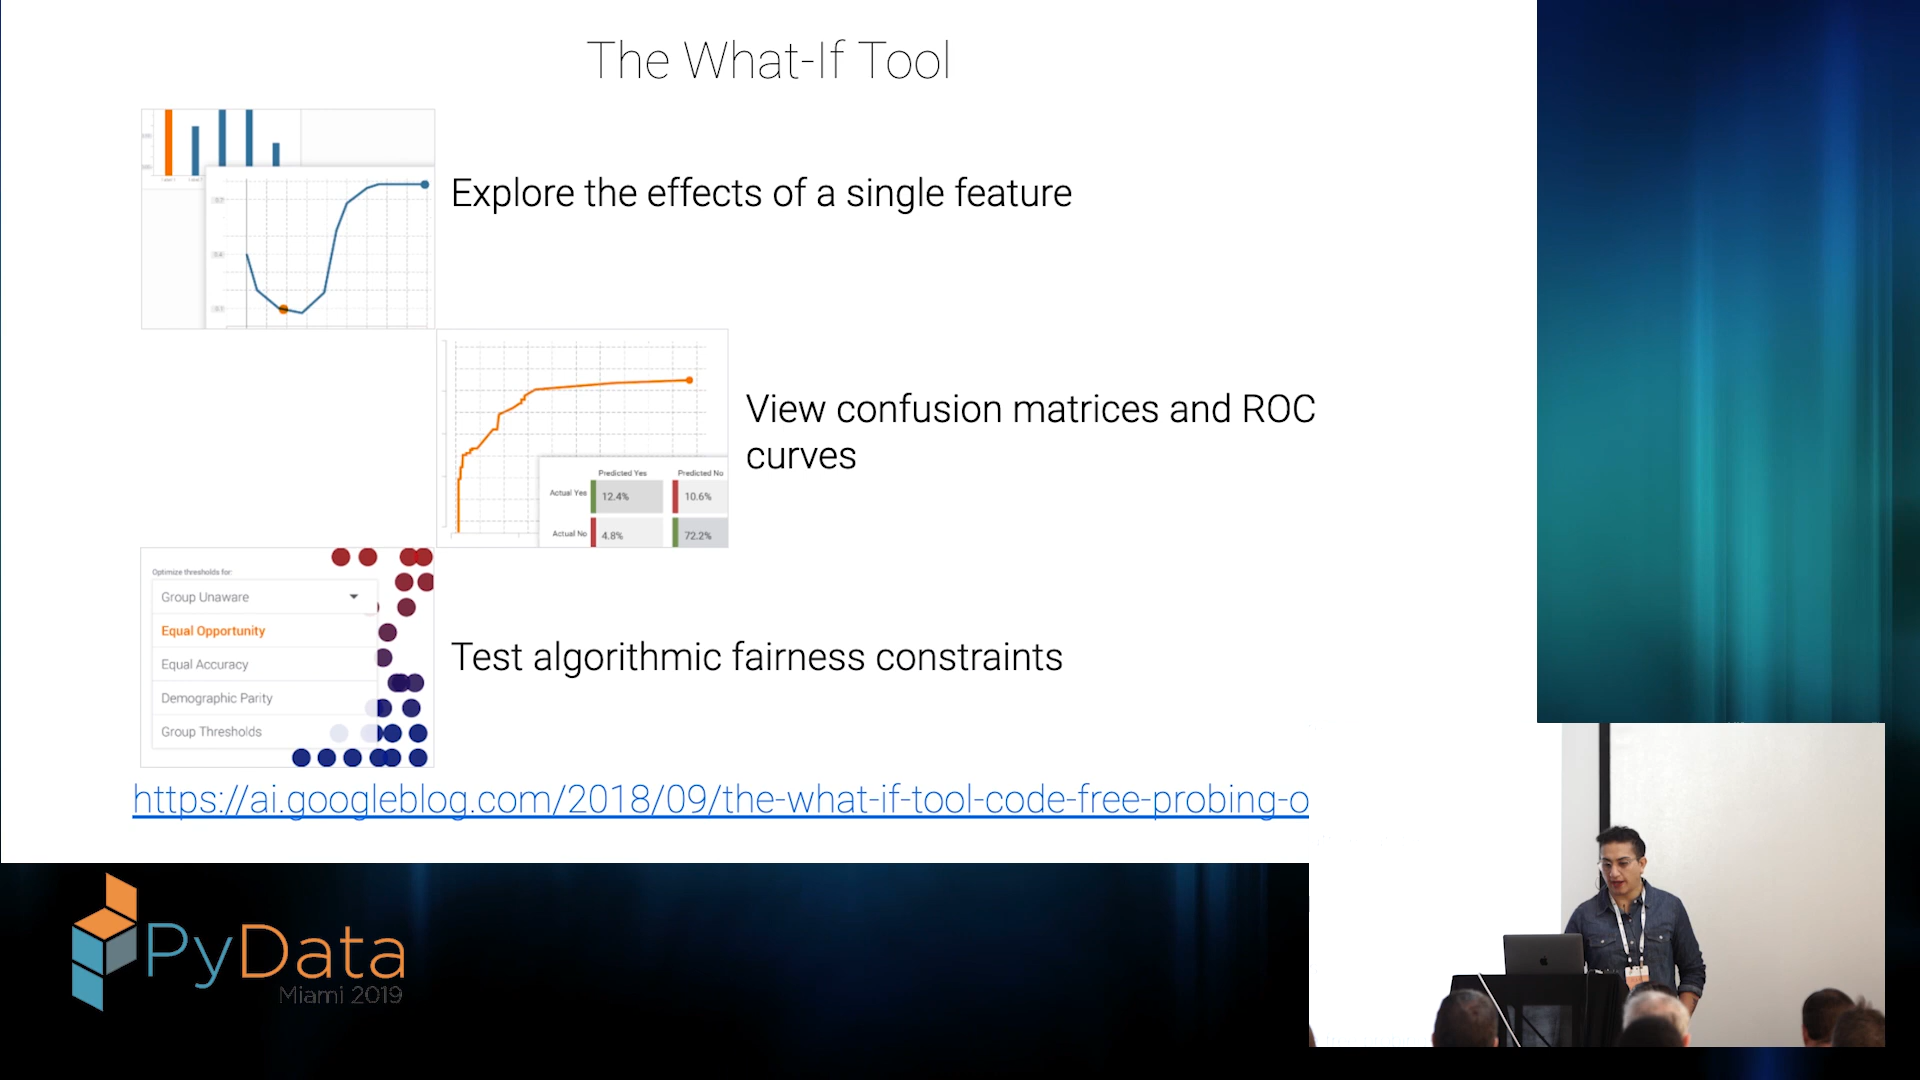 The What-If Tool
Explore the effects of a single feature
View confusion matrices and ROC
curves
Predicted Yes
Predicted No
Actual Yes
12.4%
10.6%
Actual No
4.8%
72.2%
Optimize thresholds for:
Group Unaware
Equal Opportunity
Equal Accuracy
Demographic Parity
Group Thresholds
Test algorithmic fairness constraints
https://ai.googleblog.com/2018/09/the-what-if-tool-code-free-probing-o
PyData
Miami 2019